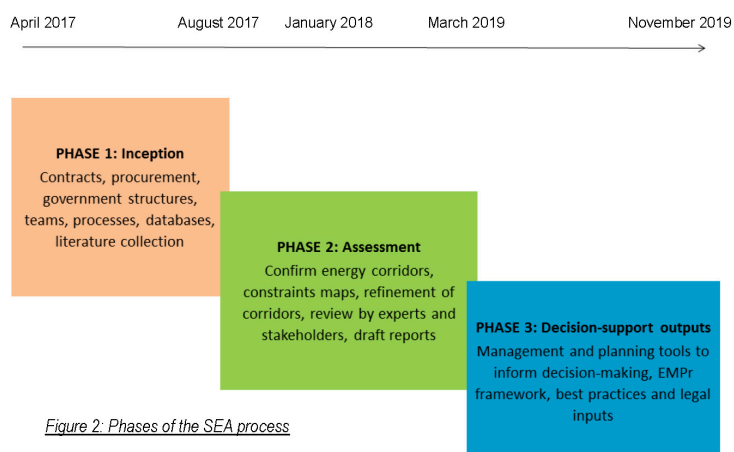 April 2017 August 2017 January 2018 March 2019 November 2019
PHASE 1: Inception
Contracts, procurement,
government structures,
teams, processes, databases,
literature collection
PHASE 2: Assessment
Confirm energy corridors,
constraints maps, refinement of
corridors, review by experts and
stakeholders, draft reports
PHASE 3: Decision-support outputs
Management and planning tools to
inform decision-making, EMPr
framework, best practices and legal
inputs
Figure 2: Phases of the SEA process